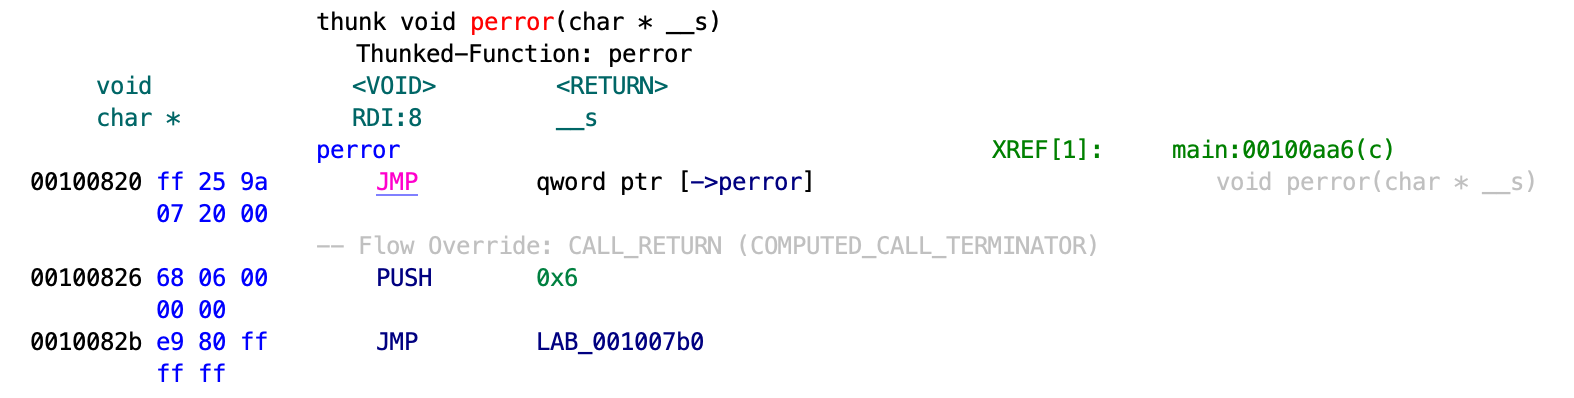 thunk void perror(char * __s)
Thunked-Function: perror
void <VOID> <RETURN>
char * RDI:8 __s
perror XREF[1]: main:00100aa6(c)
00100820 ff 25 9a JMP qword ptr [->perror] void perror(char * __s)
07 20 00
-- Flow Override: CALL_RETURN (COMPUTED_CALL_TERMINATOR)
00100826 68 06 00 PUSH 0x6
00 00
0010082b e9 80 ff JMP LAB_001007b0
ff ff